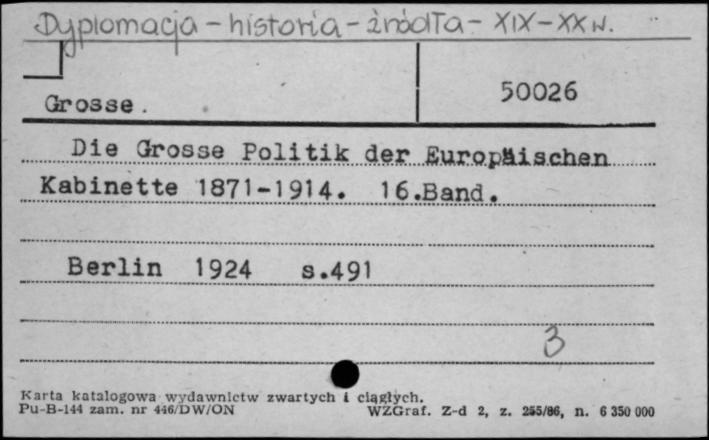 Dyplomacja - historia - źródła - XIX - XX w.
50026
Grosse.
Die Grosse Politik der Europäischen
Kabinette 1871-1914. 16.Band.
Berlin 1924 s.491
3
Karta katalogowa wydawnictw zwartych i ciągłych.
Pu-B-144 zam. nr 446/DW/ON WZGraf. Z-d 2, z. 255/86, n. 6 350 000